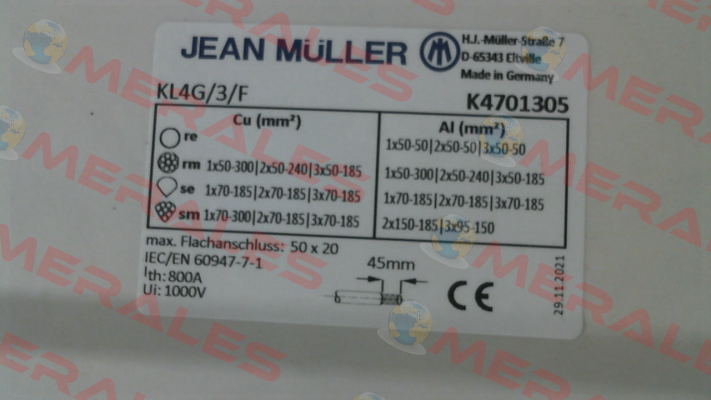 JEAN MÜLLER
H.J.-Müller-Straße 7
D-65343 Eltville
Made in Germany
KL4G/3/F
K4701305
Cu (mm²)
Al (mm²)
re
1x50-50|2x50-50|3x50-50
rm 1x50-300|2x50-240|3x50-185
1x50-300|2x50-240|3x50-185
se 1x70-185|2x70-185|3x70-185
1x70-185|2x70-185|3x70-185
sm 1x70-300|2x70-185|3x70-185
2x150-185|3x95-150
max. Flachanschluss: 50 x 20
IEC/EN 60947-7-1
Ith: 800A
Ui: 1000V
45mm
CE
29.11.2021
MERALES
MERALES
MERALES
MERALES
MERALES